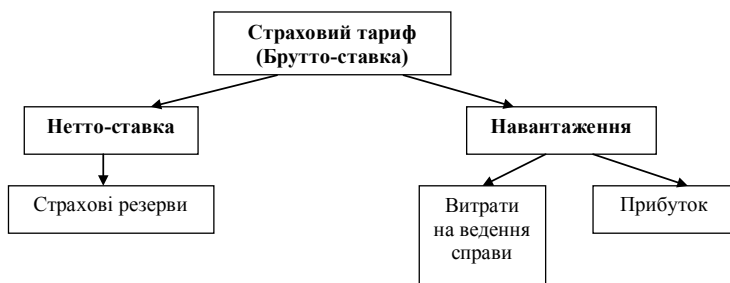 Страховий тариф
(Брутто-ставка)
Нетто-ставка
Навантаження
Страхові резерви
Витрати
на ведення
справи
Прибуток